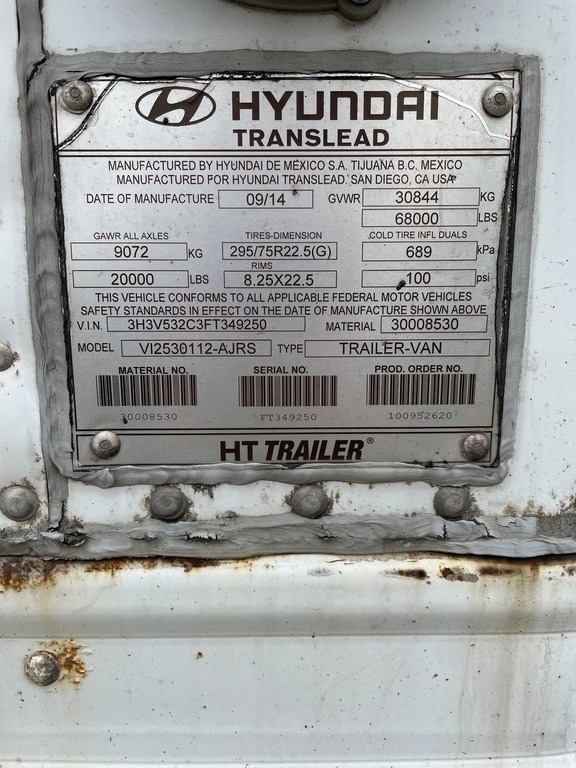 HYUNDAI
TRANSLEAD
MANUFACTURED BY HYUNDAI DE MEXICO S.A. TIJUANA B.C. MEXICO
MANUFACTURED FOR HYUNDAI TRANSLEAD. SAN DIEGO, CA USA
DATE OF MANUFACTURE 09/14 GVWR 30844 KG
68000 LBS
GAWR ALL AXLES TIRES-DIMENSION COLD TIRE INFL DUALS
9072 KG 295/75R22.5(G) 689 kPa
RIMS
20000 LBS 8.25X22.5 100 psi
THIS VEHICLE CONFORMS TO ALL APPLICABLE FEDERAL MOTOR VEHICLES
SAFETY STANDARDS IN EFFECT ON THE DATE OF MANUFACTURE SHOWN ABOVE
V.I.N. 3H3V532C3FT349250 MATERIAL 30008530
MODEL VI2530112-AJRS TYPE TRAILER-VAN
MATERIAL NO. SERIAL NO. PROD. ORDER NO.
30008530 FT349250 100952620
HT TRAILER®